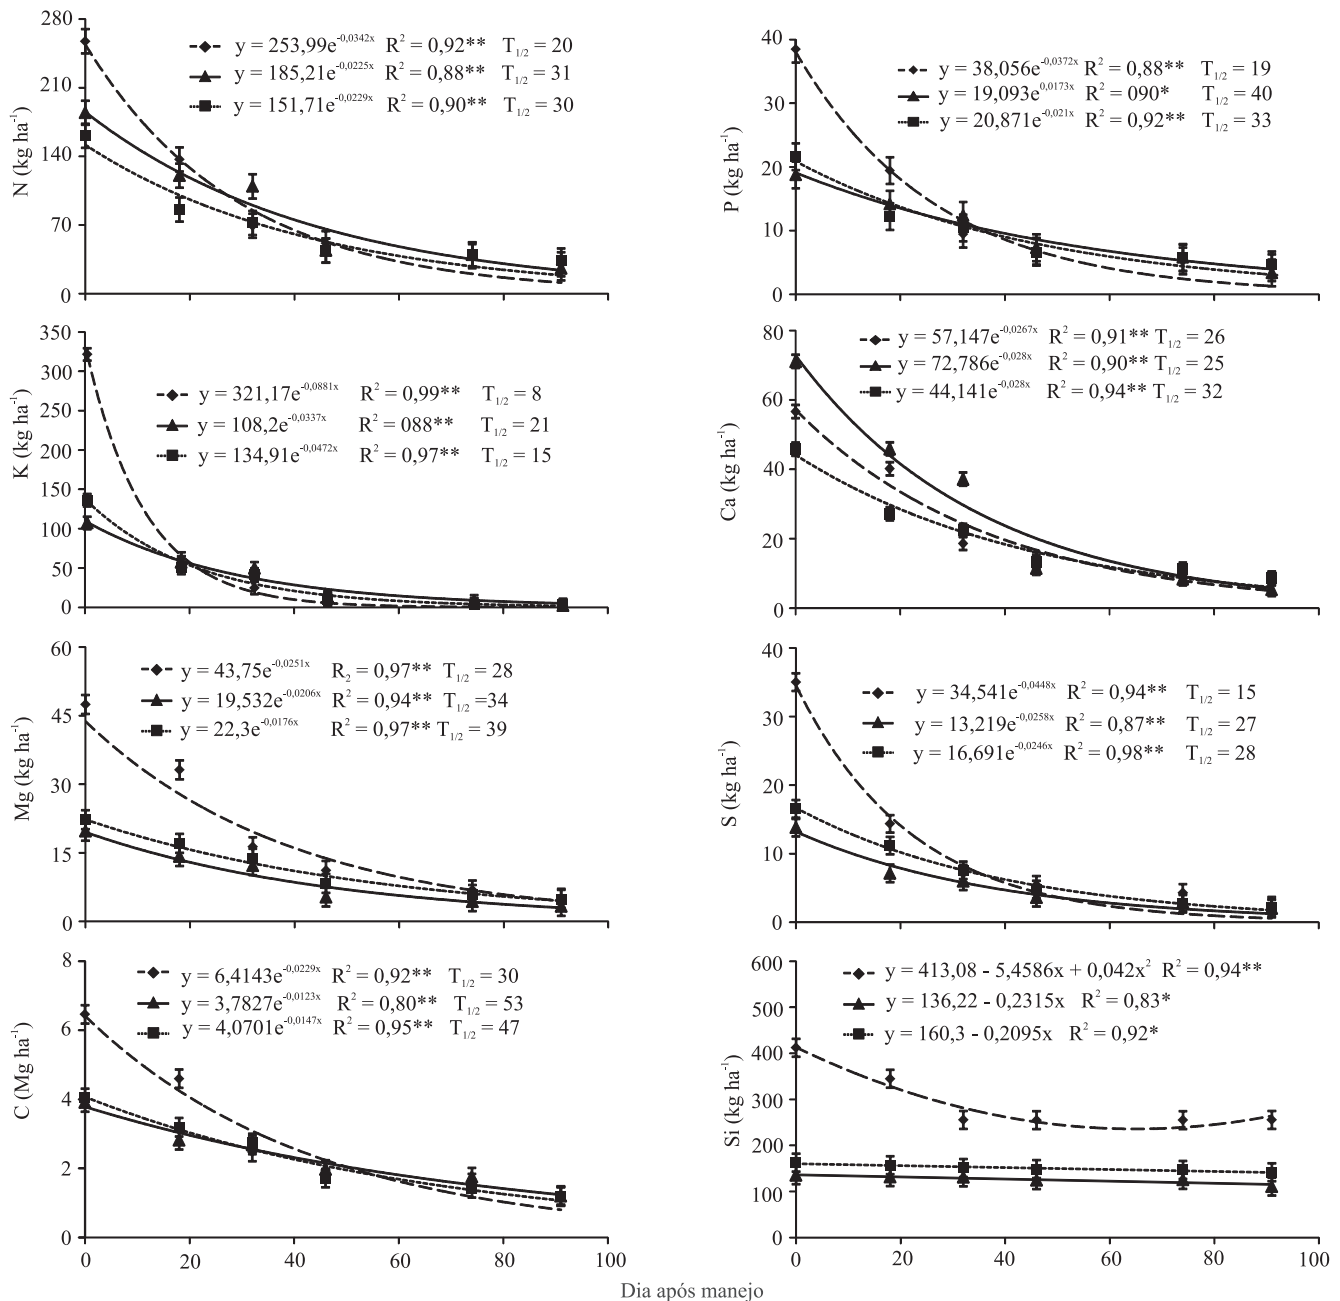 280
210
140
70
0
N (kg ha-1)
y = 253,99e-0,0342x R2 = 0,92** T1/2 = 20
y = 185,21e-0,0225x R2 = 0,88** T1/2 = 31
y = 151,71e-0,0229x R2 = 0,90** T1/2 = 30
0 20 40 60 80 100
40
30
20
10
0
P (kg ha-1)
y = 38,056e-0,0372x R2 = 0,88** T1/2 = 19
y = 19,093e0,0173x R2 = 090* T1/2 = 40
y = 20,871e-0,021x R2 = 0,92** T1/2 = 33
0 20 40 60 80 100
350
300
250
200
150
100
50
0
K (kg ha-1)
y = 321,17e-0,0881x R2 = 0,99** T1/2 = 8
y = 108,2e-0,0337x R2 = 088** T1/2 = 21
y = 134,91e-0,0472x R2 = 0,97** T1/2 = 15
80
60
40
20
0
Ca (kg ha-1)
y = 57,147e-0,0267x R2 = 0,91** T1/2 = 26
y = 72,786e-0,028x R2 = 0,90** T1/2 = 25
y = 44,141e-0,028x R2 = 0,94** T1/2 = 32
60
45
30
15
0
Mg (kg ha-1)
y = 43,75e-0,0251x R2 = 0,97** T1/2 = 28
y = 19,532e-0,0206x R2 = 0,94** T1/2 =34
y = 22,3e-0,0176x R2 = 0,97** T1/2 = 39
40
30
20
10
0
S (kg ha-1)
y = 34,541e-0,0448x R2 = 0,94** T1/2 = 15
y = 13,219e-0,0258x R2 = 0,87** T1/2 = 27
y = 16,691e-0,0246x R2 = 0,98** T1/2 = 28
8
6
4
2
0
C (Mg ha-1)
y = 6,4143e-0,0229x R2 = 0,92** T1/2 = 30
y = 3,7827e-0,0123x R2 = 0,80** T1/2 = 53
y = 4,0701e-0,0147x R2 = 0,95** T1/2 = 47
0 20 40 60 80 100
600
500
400
300
200
100
0
Si (kg ha-1)
y = 413,08 - 5,4586x + 0,042x2 R2 = 0,94**
y = 136,22 - 0,2315x R2 = 0,83*
y = 160,3 - 0,2095x R2 = 0,92*
0 20 40 60 80 100
Dia após manejo